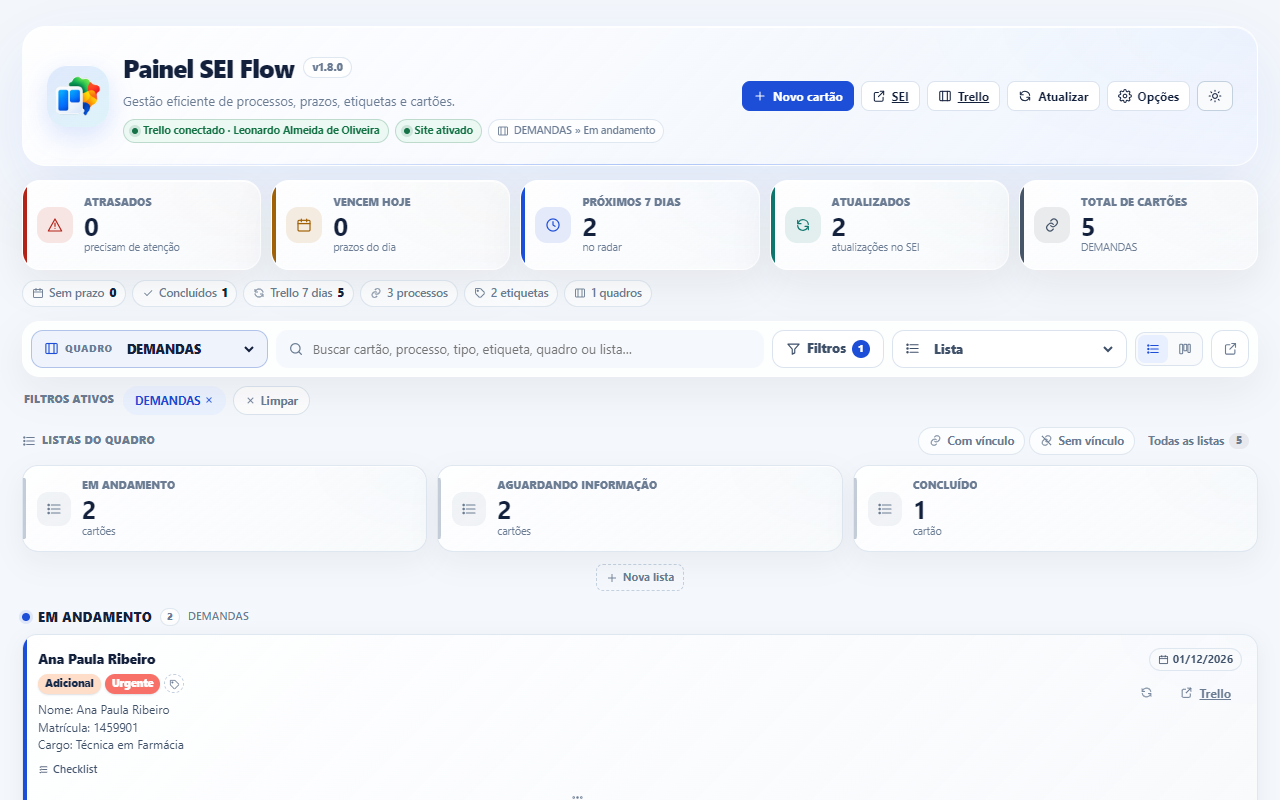 Painel SEI Flow v1.8.0
Gestão eficiente de processos, prazos, etiquetas e cartões.
Trello conectado · Leonardo Almeida de Oliveira Site ativado DEMANDAS » Em andamento
Novo cartão SEI Trello Atualizar Opções
ATRASADOS
0
precisam de atenção
VENCEM HOJE
0
prazos do dia
PRÓXIMOS 7 DIAS
2
no radar
ATUALIZADOS
2
atualizações no SEI
TOTAL DE CARTÕES
5
DEMANDAS
Sem prazo 0 Concluídos 1 Trello 7 dias 5 3 processos 2 etiquetas 1 quadros
QUADRO DEMANDAS Buscar cartão, processo, tipo, etiqueta, quadro ou lista... Filtros 1 Lista
FILTROS ATIVOS DEMANDAS × × Limpar
LISTAS DO QUADRO Com vínculo Sem vínculo Todas as listas 5
EM ANDAMENTO
2
cartões
AGUARDANDO INFORMAÇÃO
2
cartões
CONCLUÍDO
1
cartão
+ Nova lista
EM ANDAMENTO 2 DEMANDAS
Ana Paula Ribeiro 01/12/2026
Adicional Urgente Trello
Nome: Ana Paula Ribeiro
Matrícula: 1459901
Cargo: Técnica em Farmácia
Checklist